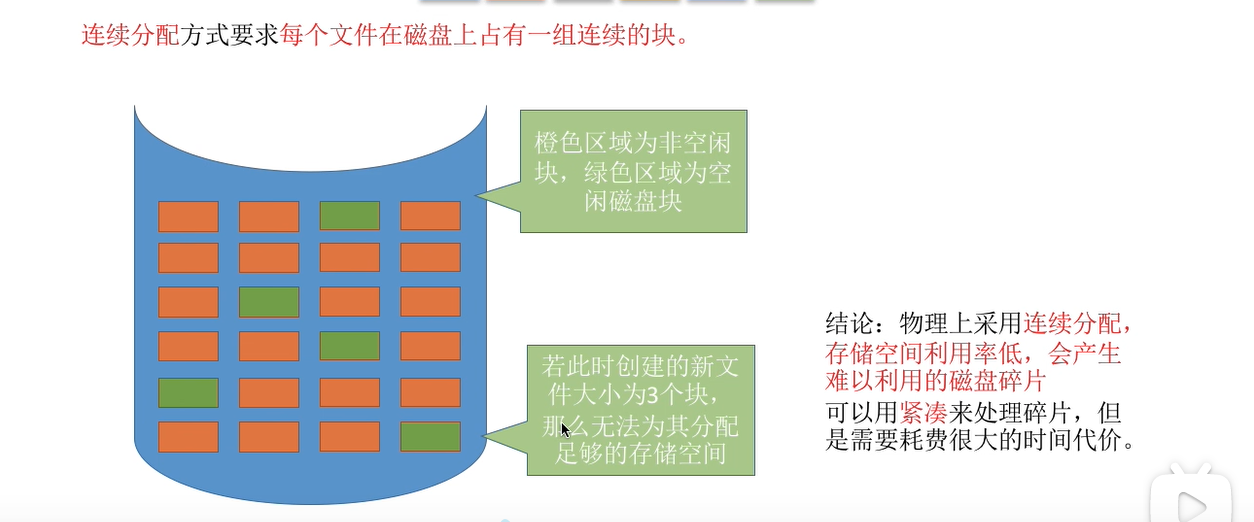 连续分配方式要求每个文件在磁盘上占有一组连续的块。
橙色区域为非空闲
块，绿色区域为空
闲磁盘块
若此时创建的新文
件大小为3个块，
那么无法为其分配
足够的存储空间
结论：物理上采用连续分配，
存储空间利用率低，会产生
难以利用的磁盘碎片
可以用紧凑来处理碎片，但
是需要耗费很大的时间代价。